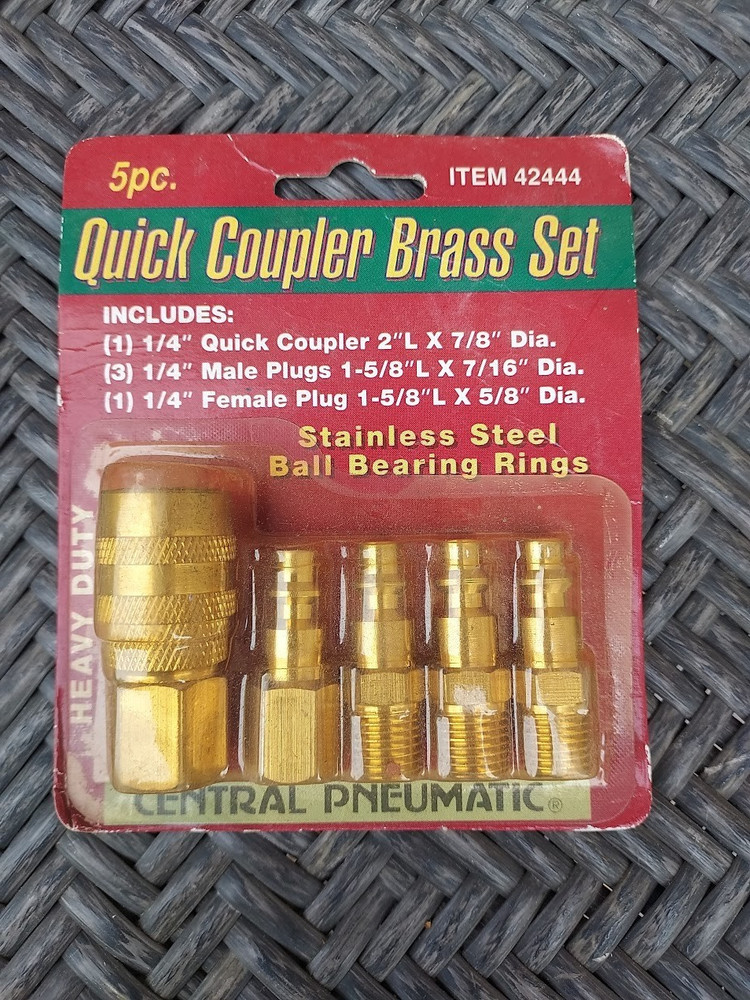 5pc.
ITEM 42444
Quick Coupler Brass Set
INCLUDES:
(1) 1/4" Quick Coupler 2"L X 7/8" Dia.
(3) 1/4" Male Plugs 1-5/8"L X 7/16" Dia.
(1) 1/4" Female Plug 1-5/8"L X 5/8" Dia.
Stainless Steel
Ball Bearing Rings
HEAVY DUTY
CENTRAL PNEUMATIC®